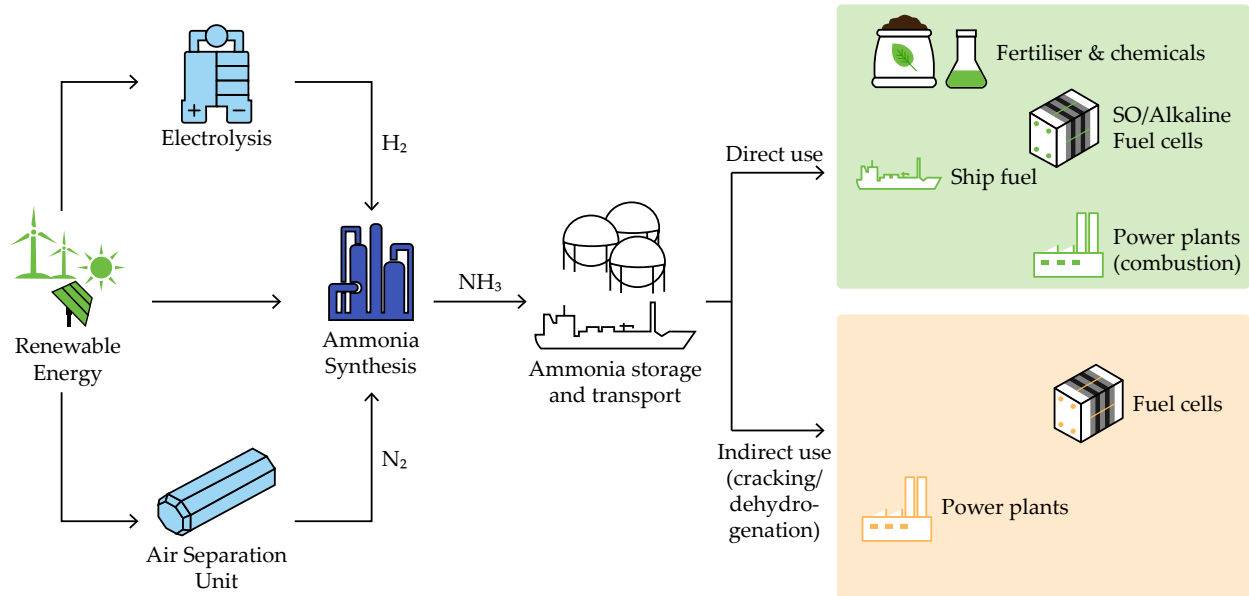 Electrolysis
H₂
Renewable
Energy
Ammonia
Synthesis
NH₃
Air Separation
Unit
N₂
Ammonia storage
and transport
Direct use
Fertiliser & chemicals
SO/Alkaline
Fuel cells
Ship fuel
Power plants
(combustion)
Indirect use
(cracking/
dehydro-
genation)
Fuel cells
Power plants